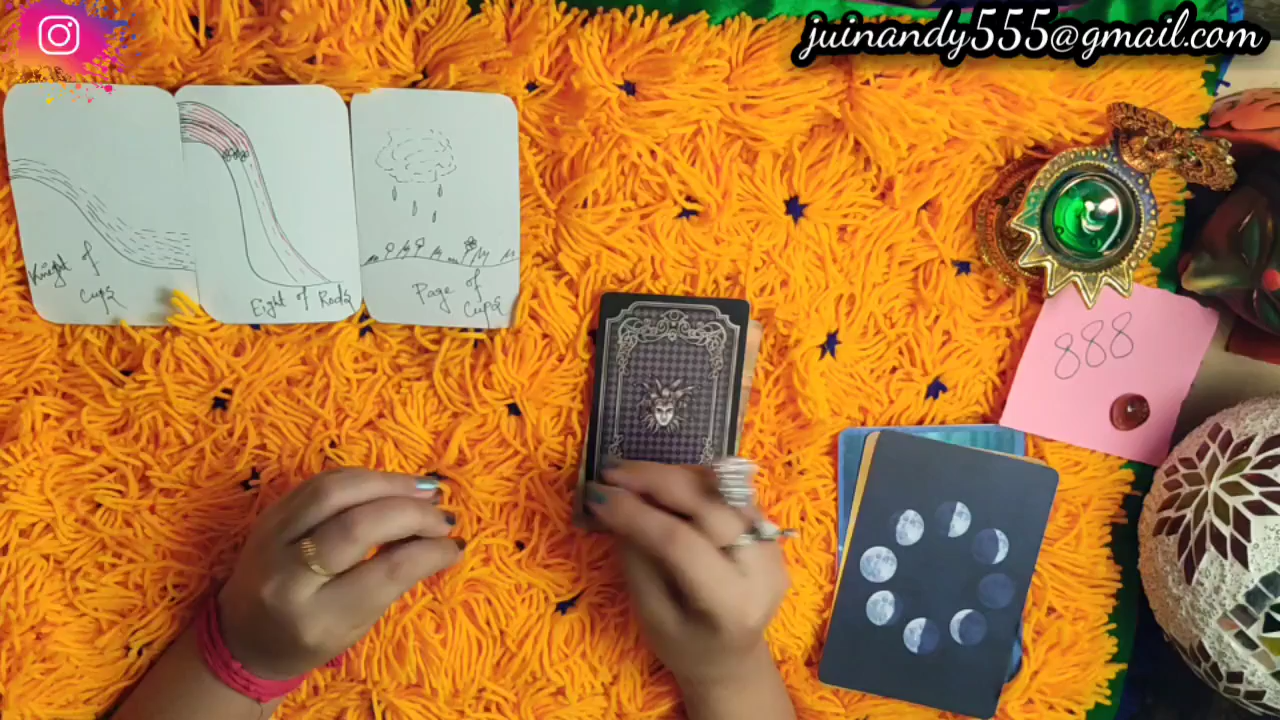 juinandy555@gmail.com
Knight of
Cups
Eight of Rods
Page of
Cups
888